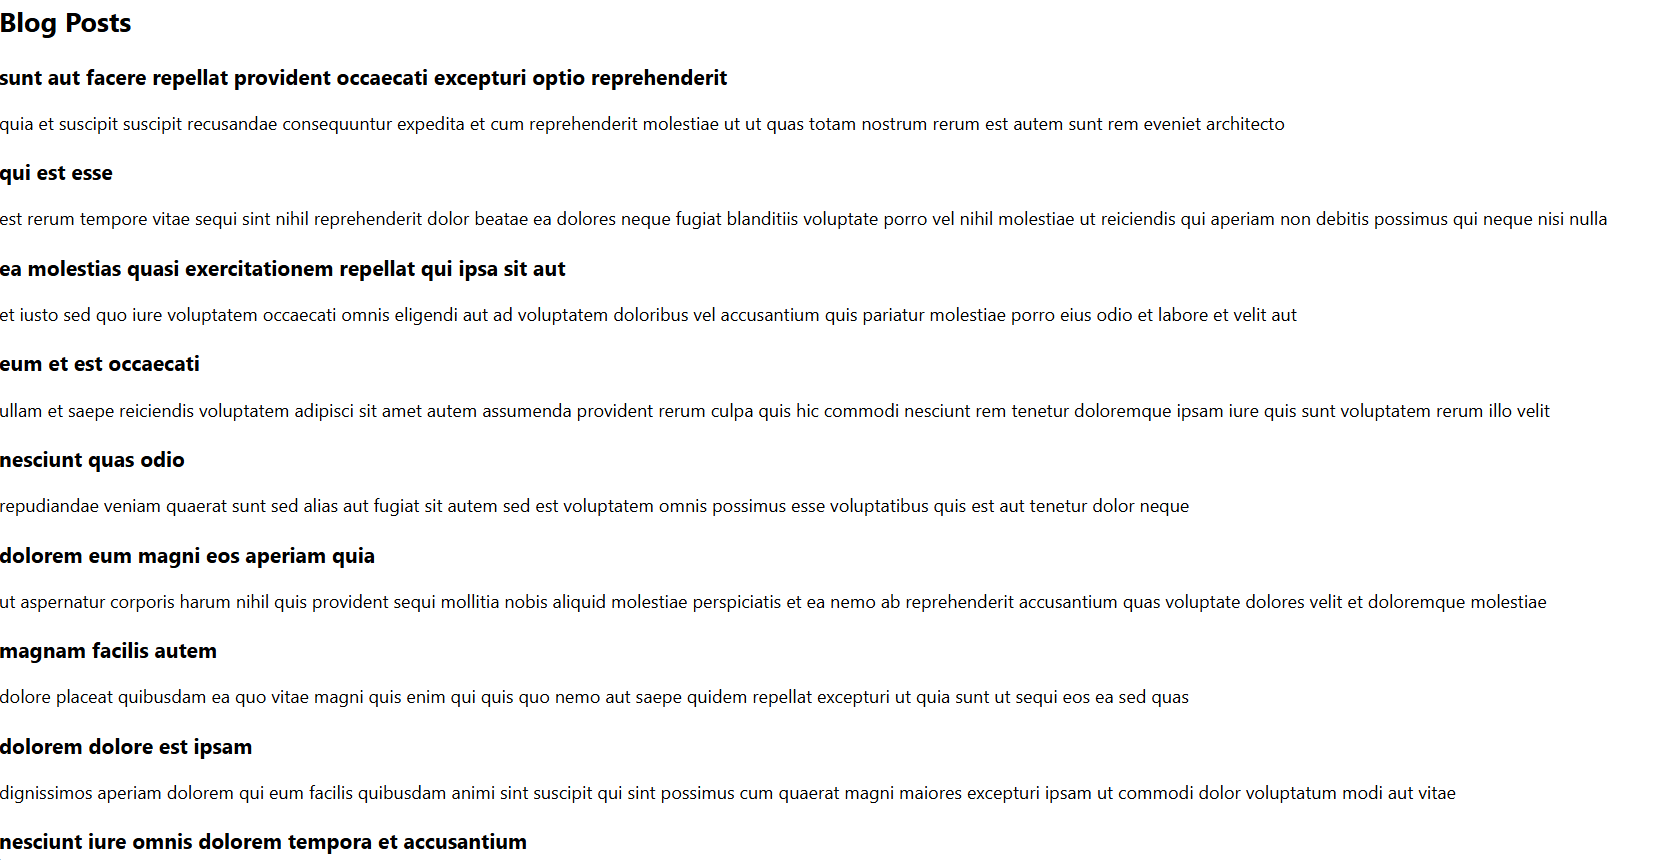 Blog Posts
sunt aut facere repellat provident occaecati excepturi optio reprehenderit
quia et suscipit suscipit recusandae consequuntur expedita et cum reprehenderit molestiae ut ut quas totam nostrum rerum est autem sunt rem eveniet architecto
qui est esse
est rerum tempore vitae sequi sint nihil reprehenderit dolor beatae ea dolores neque fugiat blanditiis voluptate porro vel nihil molestiae ut reiciendis qui aperiam non debitis possimus qui neque nisi nulla
ea molestias quasi exercitationem repellat qui ipsa sit aut
et iusto sed quo iure voluptatem occaecati omnis eligendi aut ad voluptatem doloribus vel accusantium quis pariatur molestiae porro eius odio et labore et velit aut
eum et est occaecati
ullam et saepe reiciendis voluptatem adipisci sit amet autem assumenda provident rerum culpa quis hic commodi nesciunt rem tenetur doloremque ipsam iure quis sunt voluptatem rerum illo velit
nesciunt quas odio
repudiandae veniam quaerat sunt sed alias aut fugiat sit autem sed est voluptatem omnis possimus esse voluptatibus quis est aut tenetur dolor neque
dolorem eum magni eos aperiam quia
ut aspernatur corporis harum nihil quis provident sequi mollitia nobis aliquid molestiae perspiciatis et ea nemo ab reprehenderit accusantium quas voluptate dolores velit et doloremque molestiae
magnam facilis autem
dolore placeat quibusdam ea quo vitae magni quis enim qui quis quo nemo aut saepe quidem repellat excepturi ut quia sunt ut sequi eos ea sed quas
dolorem dolore est ipsam
dignissimos aperiam dolorem qui eum facilis quibusdam animi sint suscipit qui sint possimus cum quaerat magni maiores excepturi ipsam ut commodi dolor voluptatum modi aut vitae
nesciunt iure omnis dolorem tempora et accusantium